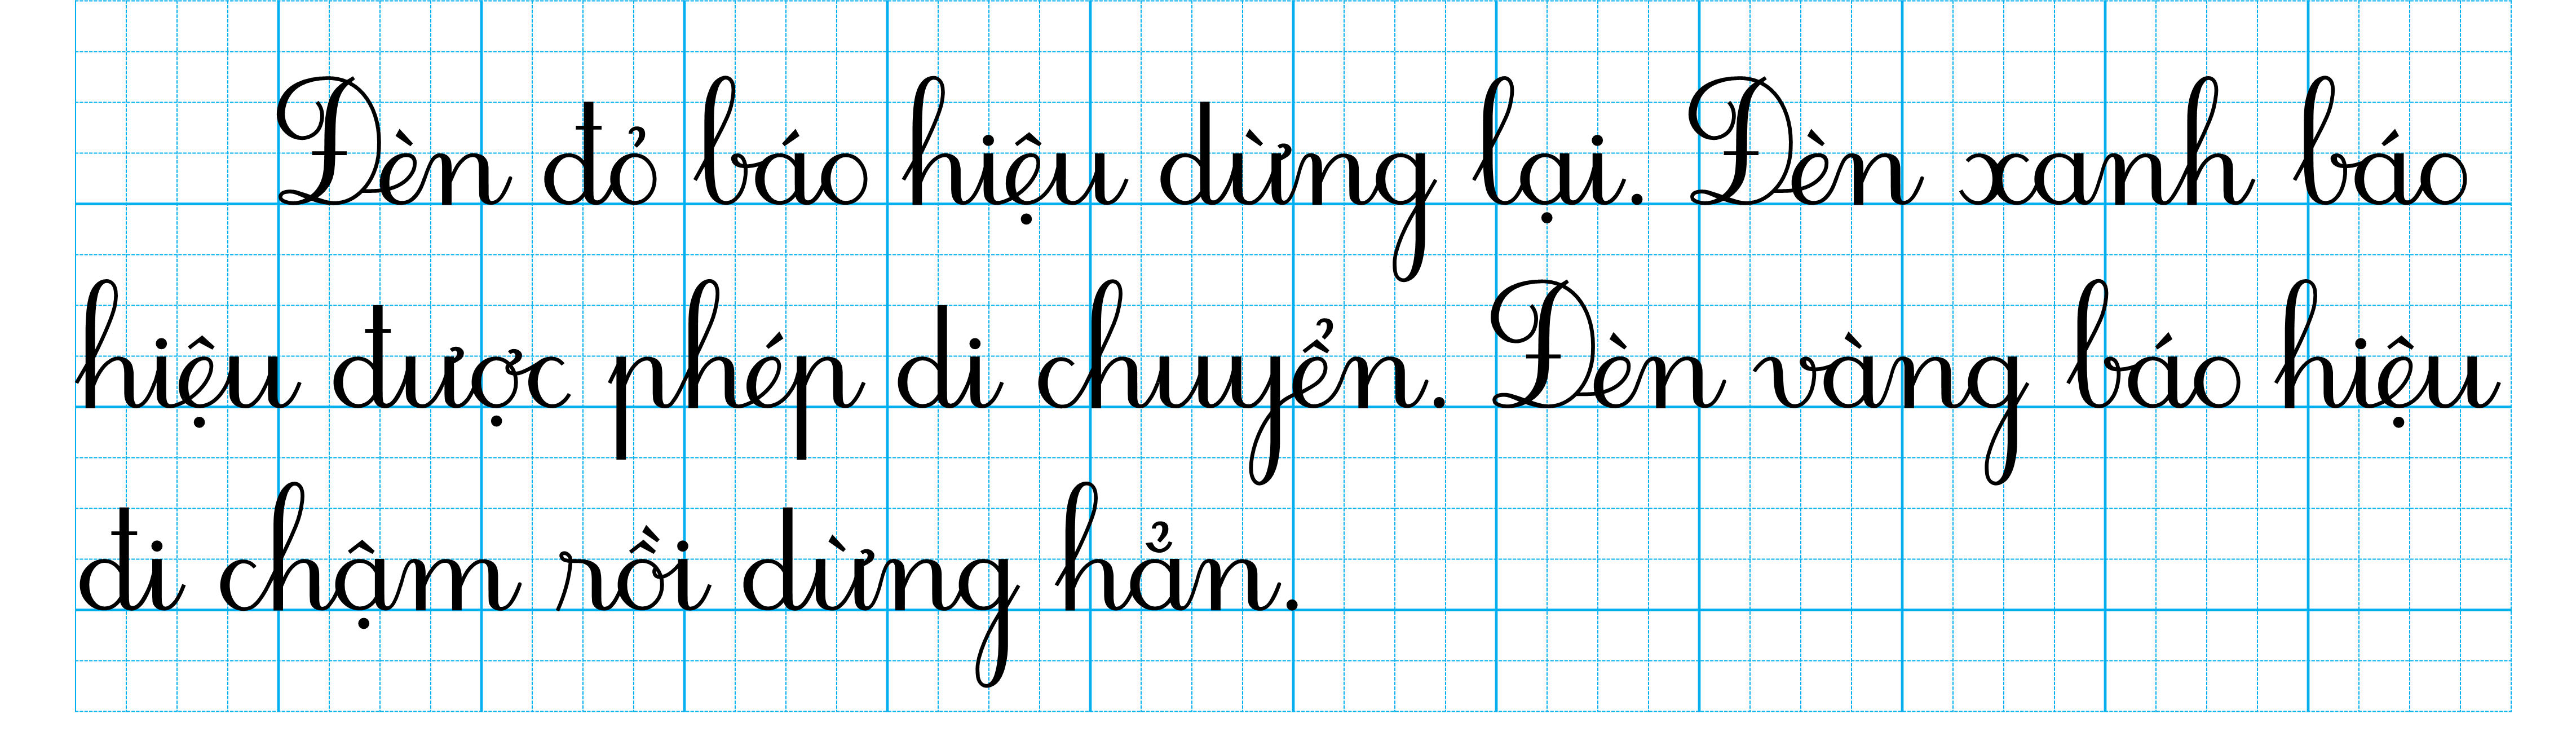 Đèn đỏ báo hiệu dừng lại. Đèn xanh báo
hiệu được phép di chuyển. Đèn vàng báo hiệu
đi chậm rồi dừng hẳn.